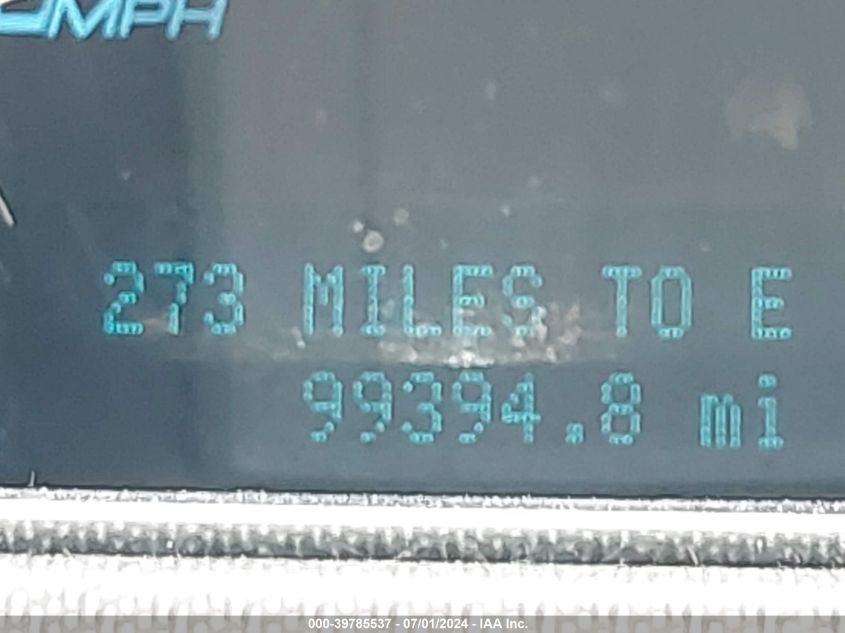 MPH
273 MILES TO E
99394.8 mi
000-39785537 - 07/01/2024 - IAA Inc.